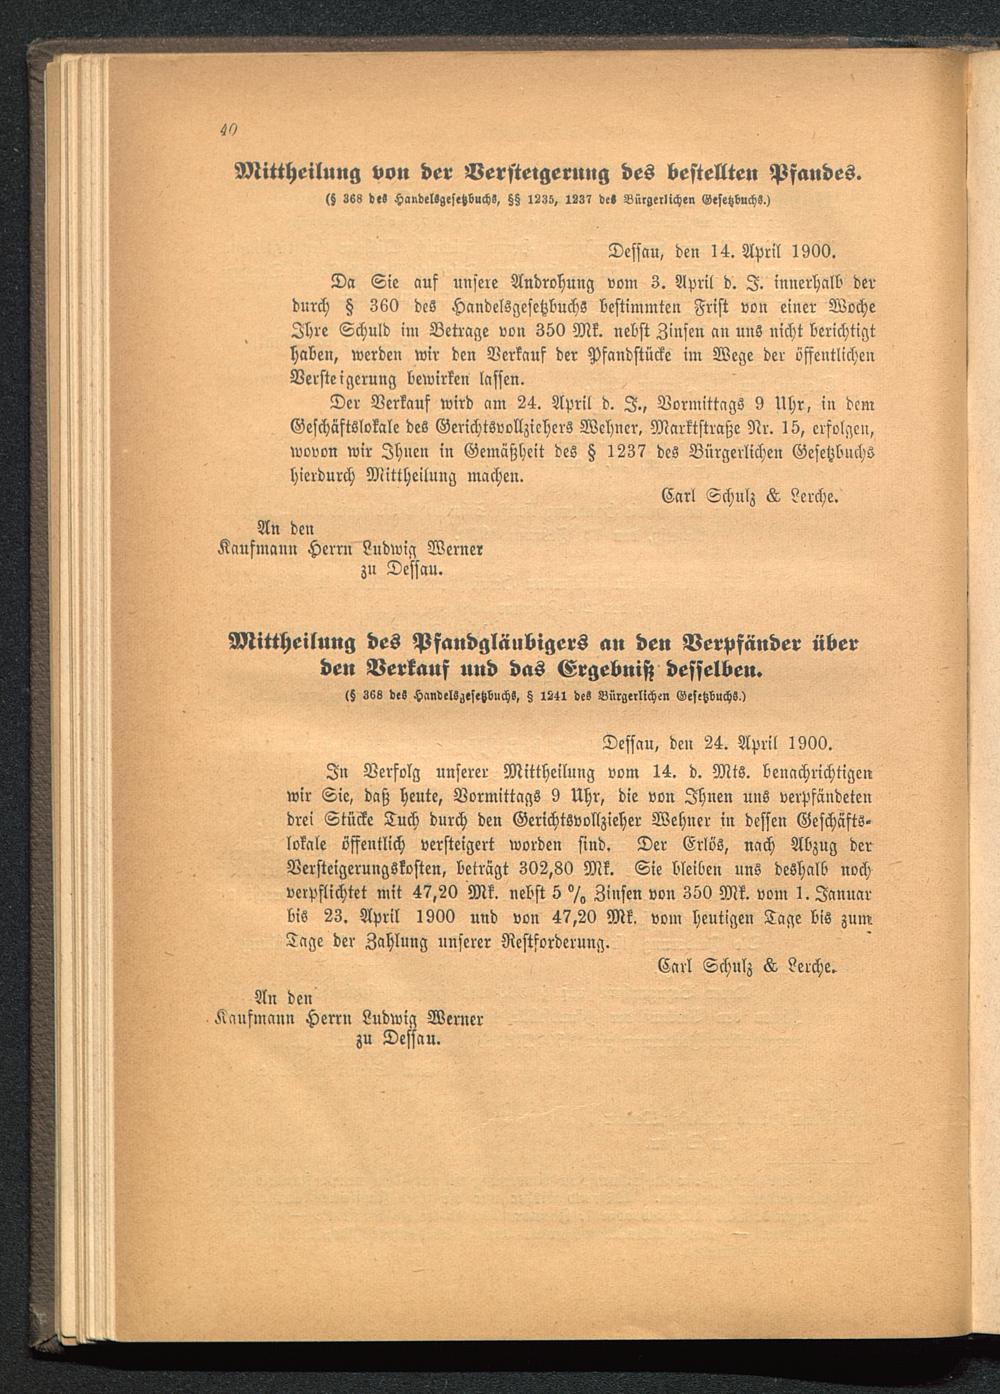 40
Mittheilung von der Versteigerung des bestellten Pfandes.
(§ 368 des Handelsgesetzbuchs, §§ 1235, 1237 des Bürgerlichen Gesetzbuchs.)
Dessau, den 14. April 1900.
Da Sie auf unsere Androhung vom 3. April d. J. innerhalb der
durch § 360 des Handelsgesetzbuchs bestimmten Frist von einer Woche
Ihre Schuld im Betrage von 350 Mk. nebst Zinsen an uns nicht berichtigt
haben, werden wir den Verkauf der Pfandstücke im Wege der öffentlichen
Versteigerung bewirken lassen.
Der Verkauf wird am 24. April d. J., Vormittags 9 Uhr, in dem
Geschäftslokale des Gerichtsvollziehers Wehner, Marktstraße Nr. 15, erfolgen,
wovon wir Ihnen in Gemäßheit des § 1237 des Bürgerlichen Gesetzbuchs
hierdurch Mittheilung machen.
Carl Schulz & Lerche.
An den
Kaufmann Herrn Ludwig Werner
zu Dessau.
Mittheilung des Pfandgläubigers an den Verpfänder über
den Verkauf und das Ergebniß desselben.
(§ 368 des Handelsgesetzbuchs, § 1241 des Bürgerlichen Gesetzbuchs.)
Dessau, den 24. April 1900.
In Verfolg unserer Mittheilung vom 14. d. Mts. benachrichtigen
wir Sie, daß heute, Vormittags 9 Uhr, die von Ihnen uns verpfändeten
drei Stücke Tuch durch den Gerichtsvollzieher Wehner in dessen Geschäfts-
lokale öffentlich versteigert worden sind. Der Erlös, nach Abzug der
Versteigerungskosten, beträgt 302,80 Mk. Sie bleiben uns deshalb noch
verpflichtet mit 47,20 Mk. nebst 5 % Zinsen von 350 Mk. vom 1. Januar
bis 23. April 1900 und von 47,20 Mk. vom heutigen Tage bis zum
Tage der Zahlung unserer Restforderung.
Carl Schulz & Lerche.
An den
Kaufmann Herrn Ludwig Werner
zu Dessau.